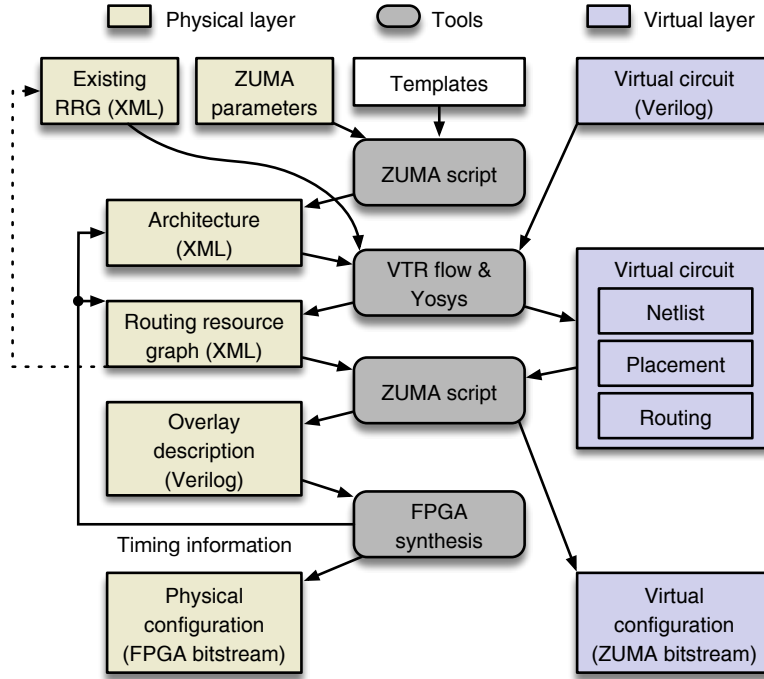 Physical layer
Tools
Virtual layer
Existing
RRG (XML)
ZUMA
parameters
Templates
Virtual circuit
(Verilog)
ZUMA script
Architecture
(XML)
VTR flow &
Yosys
Virtual circuit
Netlist
Placement
Routing
Routing resource
graph (XML)
ZUMA script
Overlay
description
(Verilog)
FPGA
synthesis
Timing information
Physical
configuration
(FPGA bitstream)
Virtual
configuration
(ZUMA bitstream)